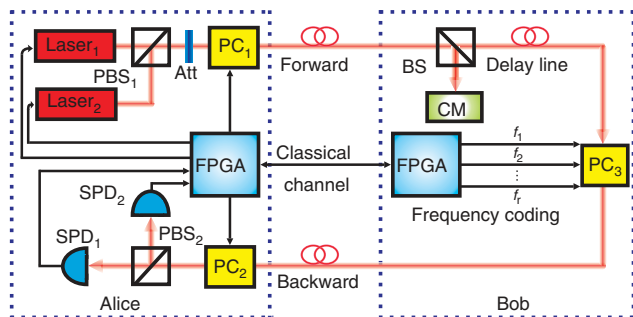 Laser1
PBS1
Att
PC1
Forward
BS
Delay line
Laser2
CM
FPGA
Classical
channel
FPGA
f1
f2
⋮
fr
PC3
Frequency coding
SPD2
SPD1
PBS2
PC2
Backward
Alice
Bob